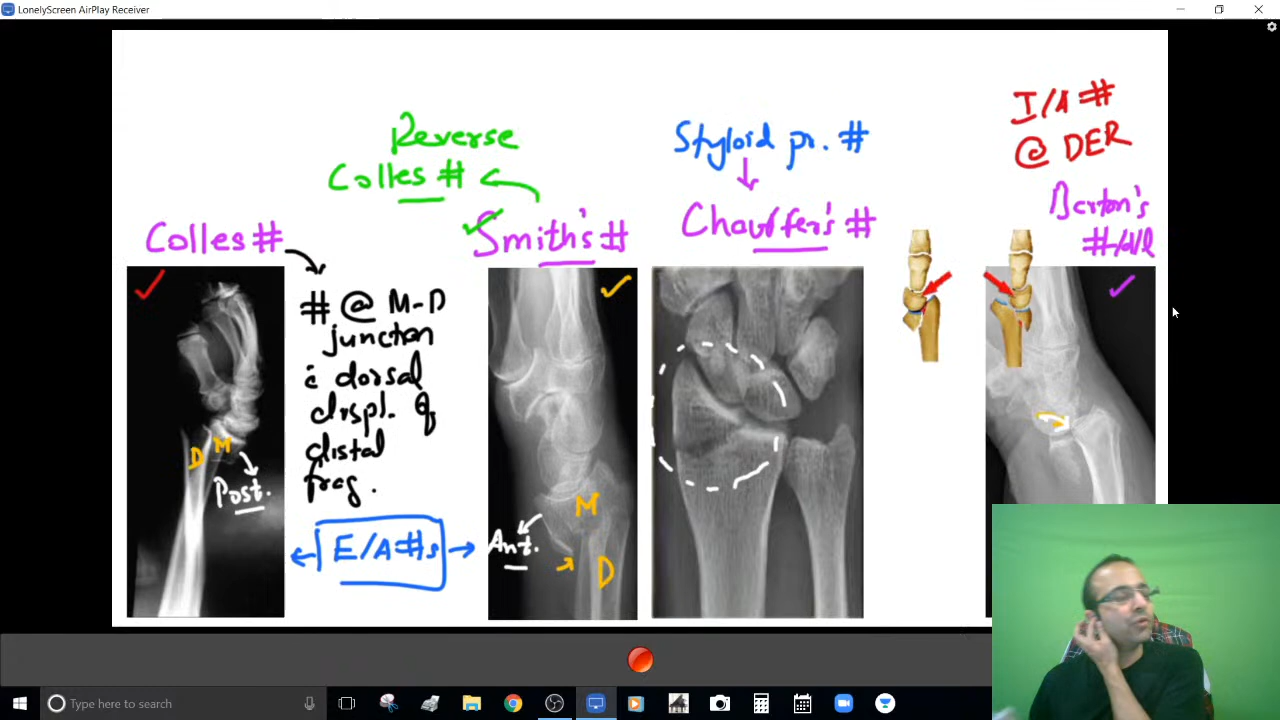 LonelyScreen AirPlay Receiver
I/A #
@ DER
Reverse
Colles #
Styloid pr. #
Barton's
#/d/l
Colles #
Smith's #
Chauffer's #
# @ M-D
junction
c̄ dorsal
displ. of
distal
frag.
D
M
Post.
E/A #s
M
Ant.
D
Type here to search